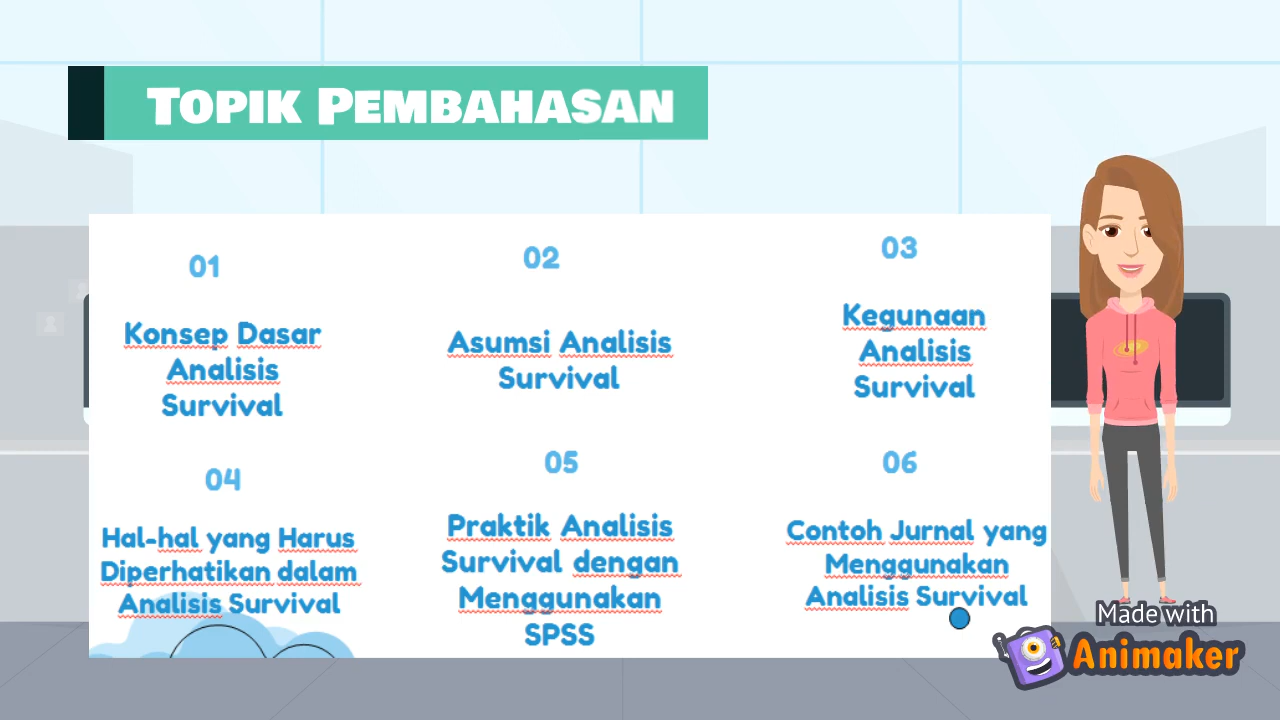 Topik Pembahasan
01
Konsep Dasar
Analisis
Survival
02
Asumsi Analisis
Survival
03
Kegunaan
Analisis
Survival
04
Hal-hal yang Harus
Diperhatikan dalam
Analisis Survival
05
Praktik Analisis
Survival dengan
Menggunakan
SPSS
06
Contoh Jurnal yang
Menggunakan
Analisis Survival
Made with
Animaker